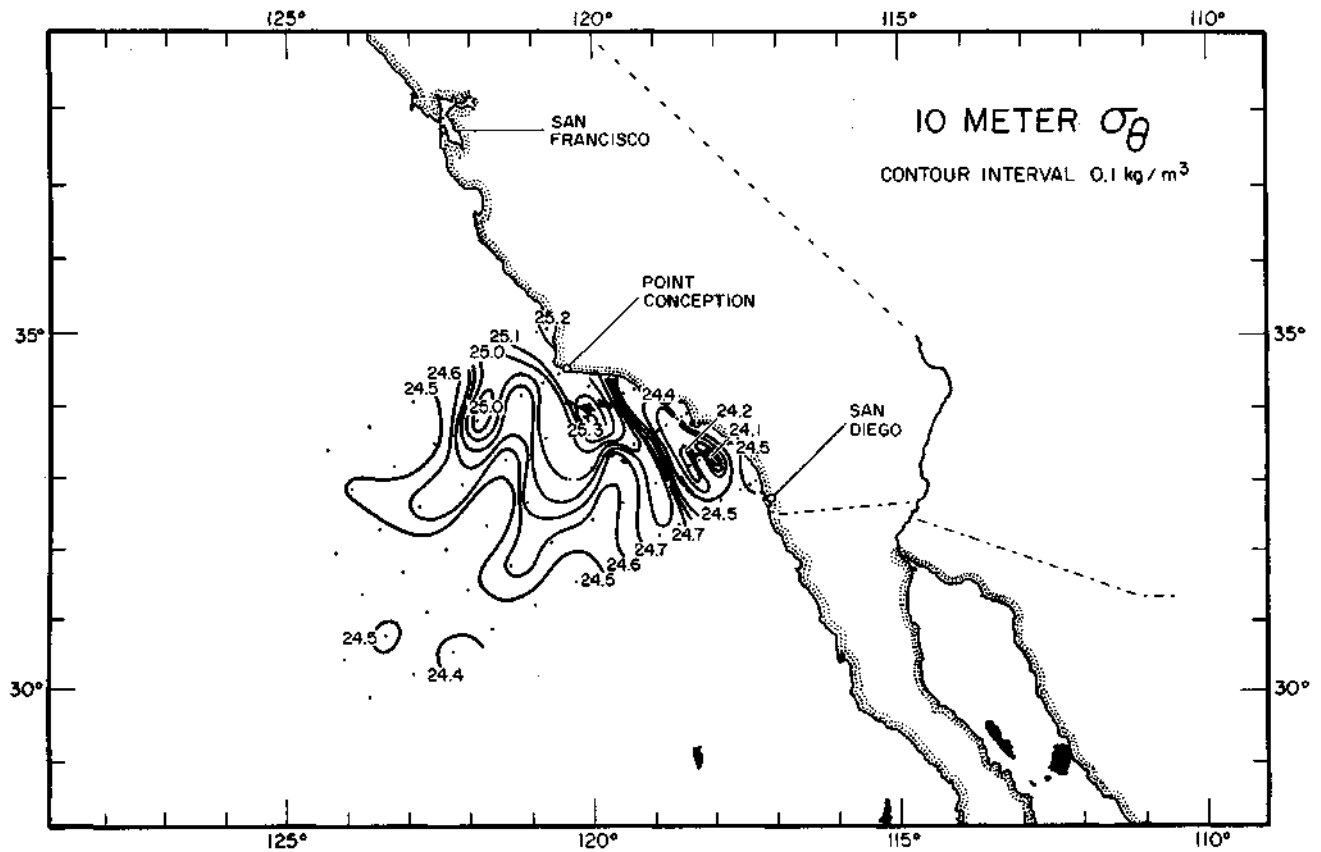 125° 120° 115° 110°
10 METER σθ
CONTOUR INTERVAL 0.1 kg/m³
SAN
FRANCISCO
POINT
CONCEPTION
35° 35°
25.2
25.1
25.0
24.6
24.5
25.0
25.3
24.4
24.2
24.1
24.5
SAN
DIEGO
24.5
24.7
24.7
24.6
24.5
24.5
24.4
30° 30°
125° 120° 115° 110°